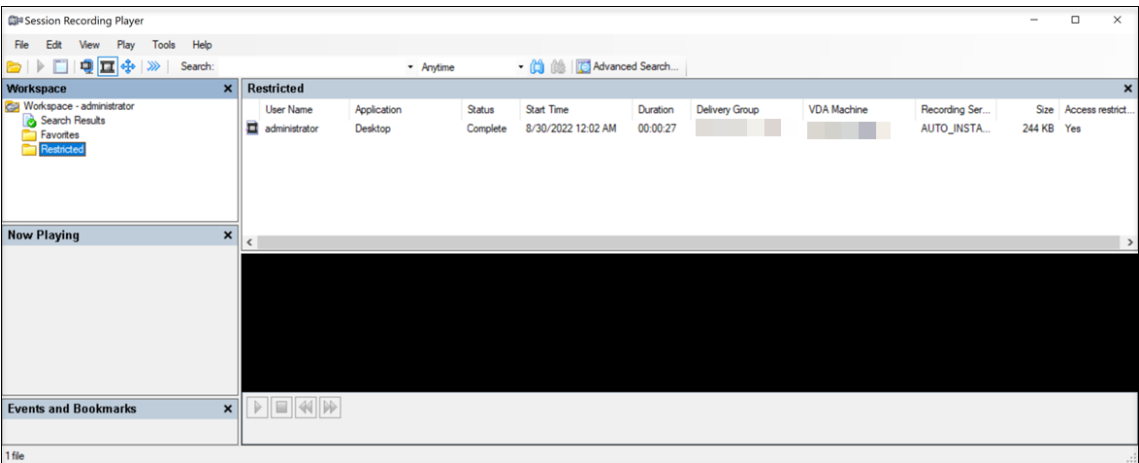 Session Recording Player
File Edit View Play Tools Help
Search: Anytime Advanced Search...
Workspace
Workspace - administrator
Search Results
Favorites
Restricted
Restricted
User Name Application Status Start Time Duration Delivery Group VDA Machine Recording Ser... Size Access restrict...
administrator Desktop Complete 8/30/2022 12:02 AM 00:00:27 AUTO_INSTA... 244 KB Yes
Now Playing
Events and Bookmarks
1 file